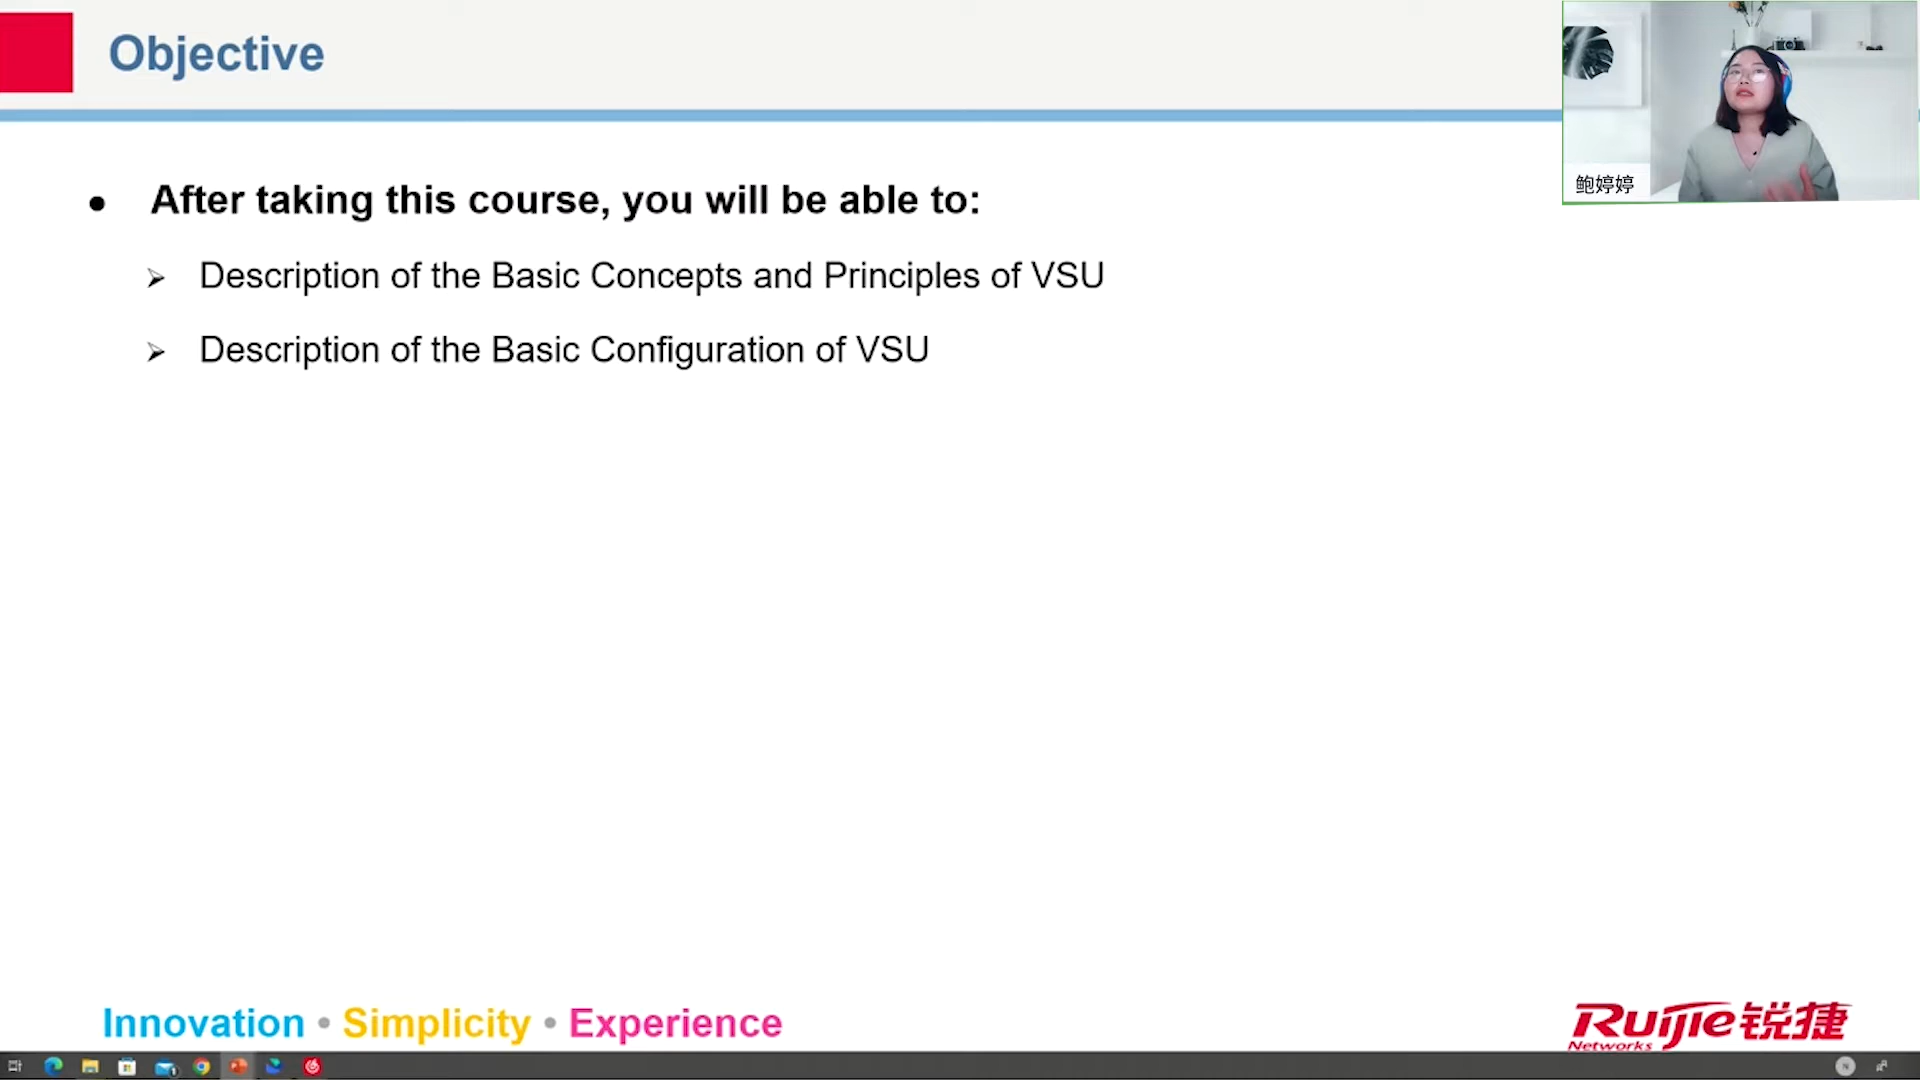 Objective
鲍婷婷
• After taking this course, you will be able to:
➢ Description of the Basic Concepts and Principles of VSU
➢ Description of the Basic Configuration of VSU
Innovation • Simplicity • Experience
Ruijie锐捷
Networks